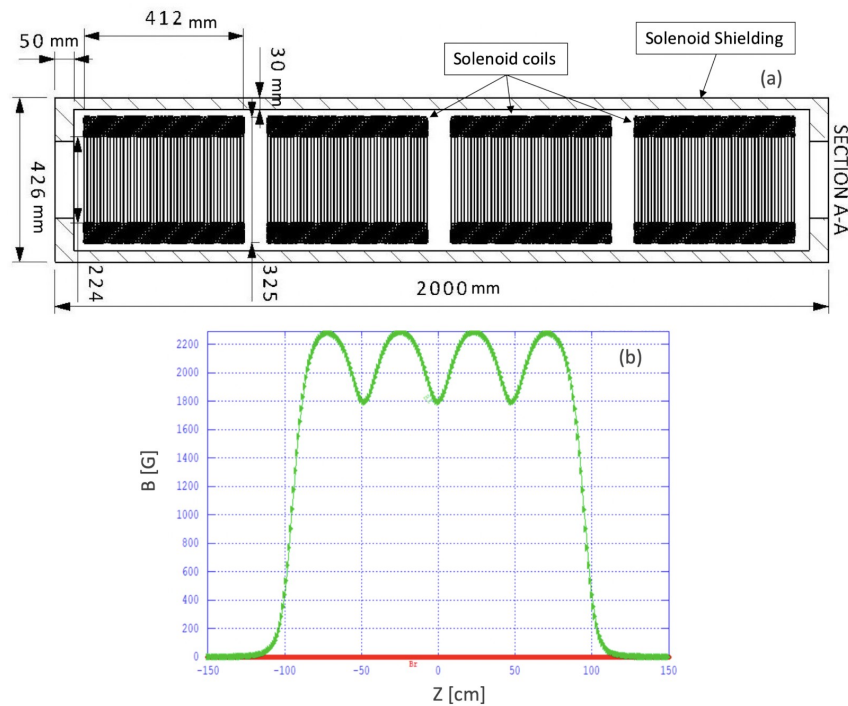 412 mm
50 mm
30 mm
Solenoid coils
Solenoid Shielding
(a)
426 mm
SECTION A-A
224
325
2000 mm
(b)
B [G]
2200
2000
1800
1600
1400
1200
1000
800
600
400
200
0
Br
-150 -100 -50 0 50 100 150
Z [cm]